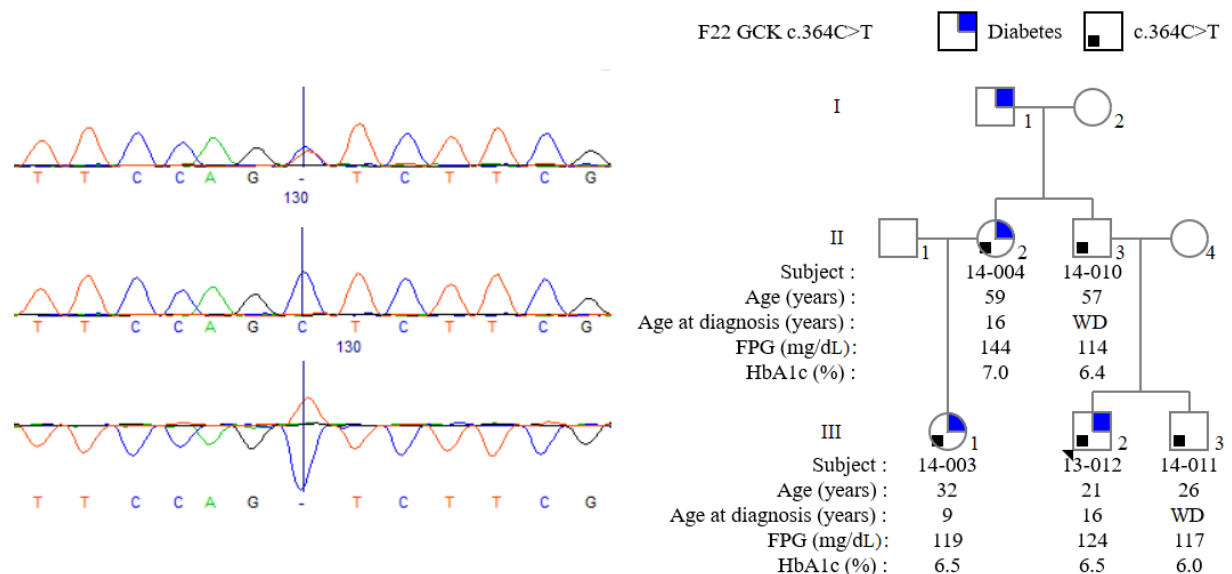 F22 GCK c.364C>T
Diabetes
c.364C>T
T T C C A G - T C T T C G
130
T T C C A G C T C T T C G
130
T T C C A G - T C T T C G
I
1
2
II
1
2
3
4
Subject : 14-004 14-010
Age (years) : 59 57
Age at diagnosis (years) : 16 WD
FPG (mg/dL): 144 114
HbA1c (%) : 7.0 6.4
III
1
2
3
Subject : 14-003 13-012 14-011
Age (years) : 32 21 26
Age at diagnosis (years) : 9 16 WD
FPG (mg/dL) : 119 124 117
HbA1c (%) : 6.5 6.5 6.0